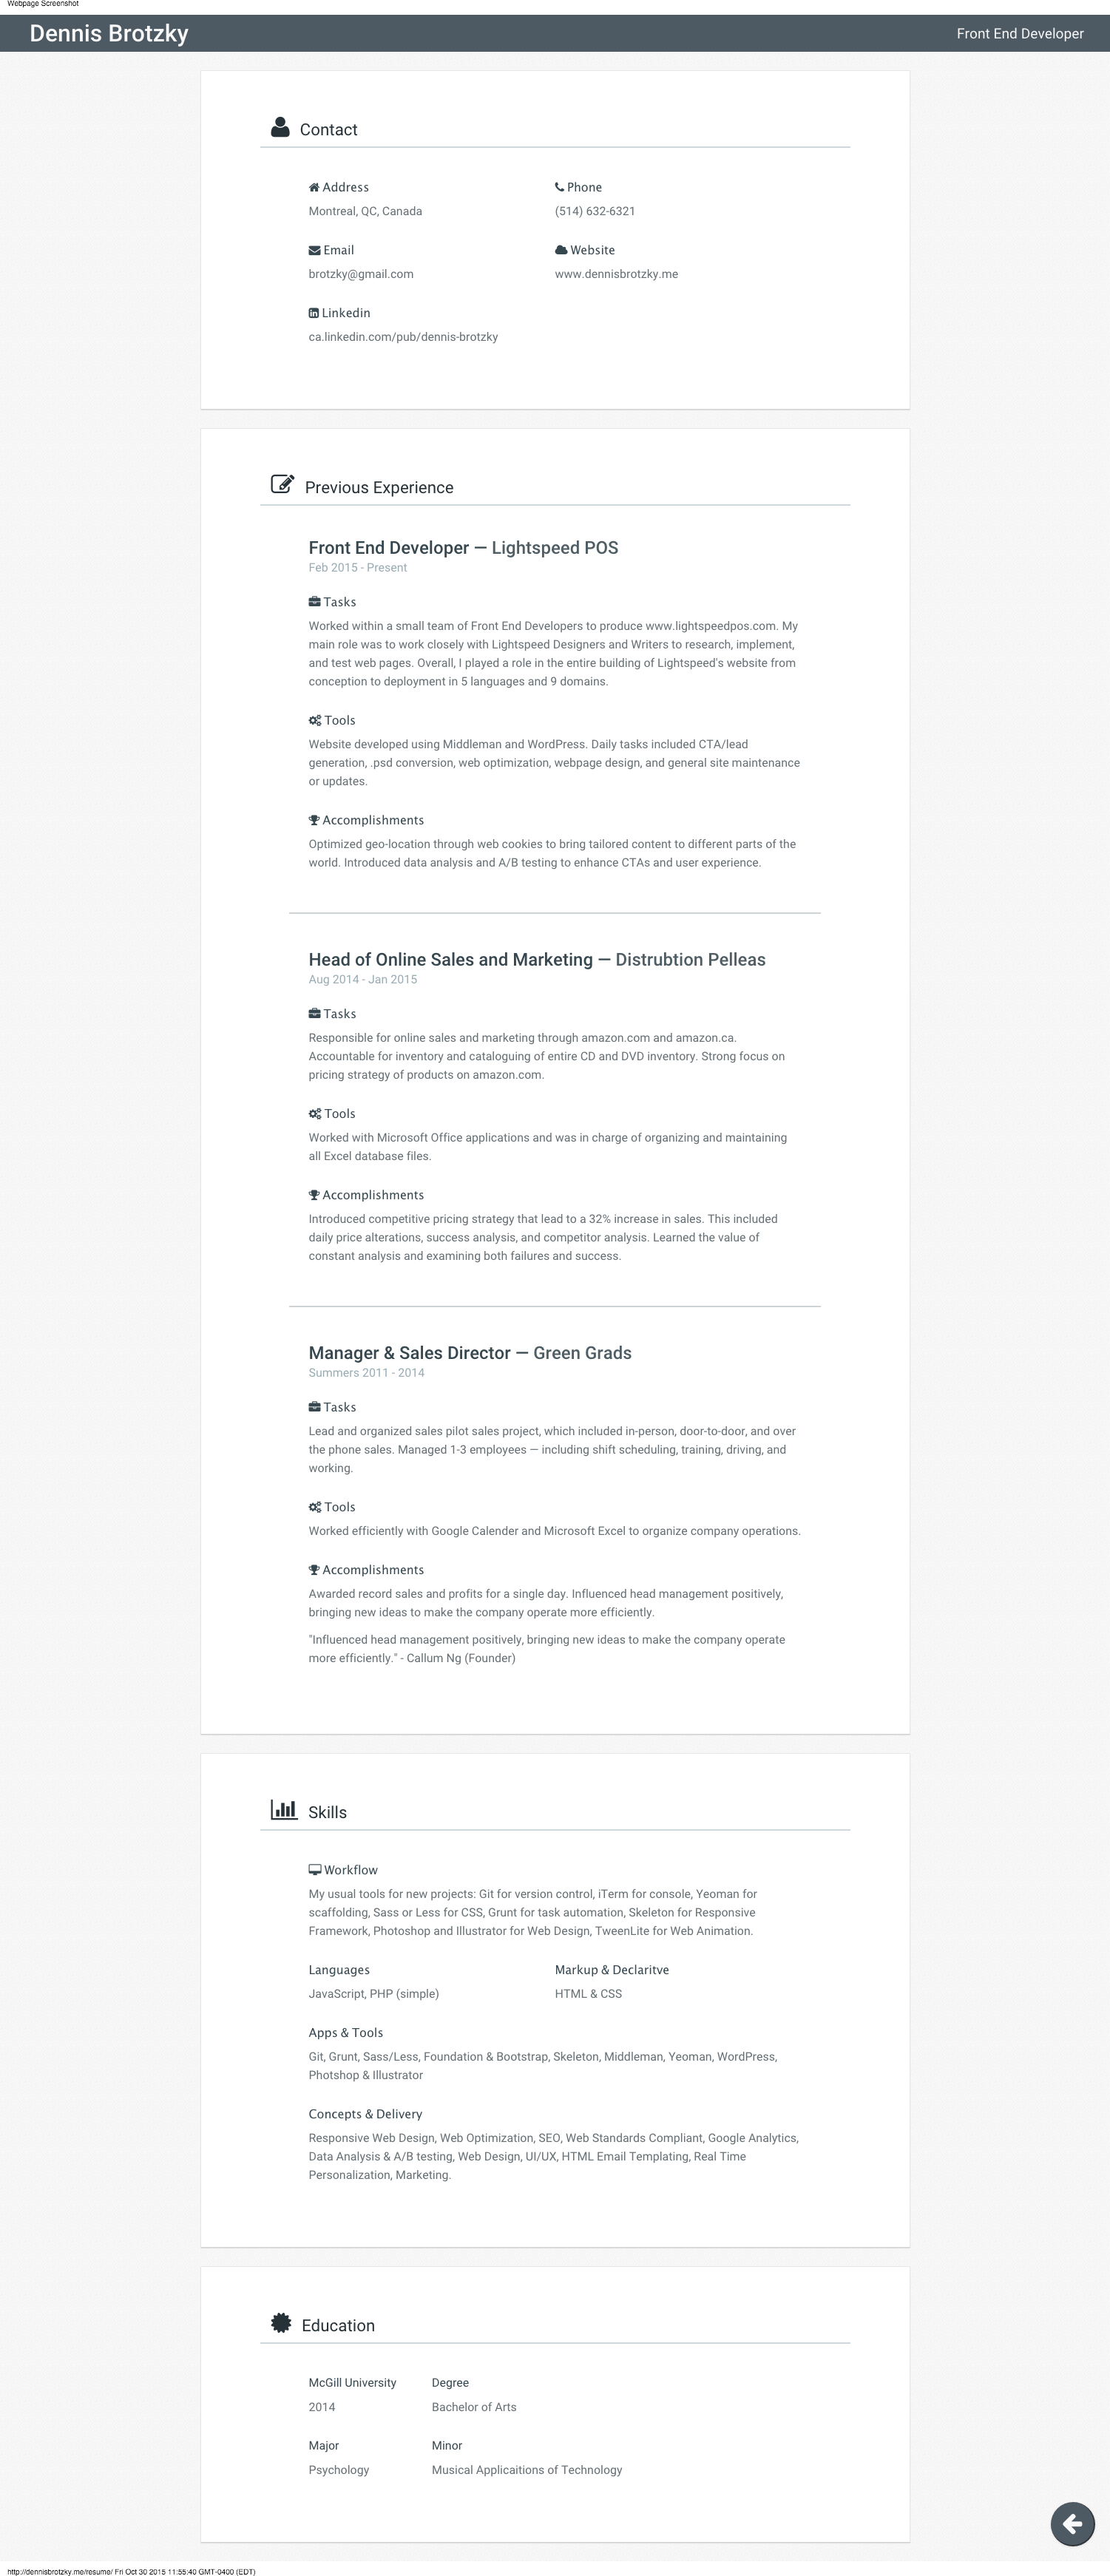 Webpage Screenshot
Dennis Brotzky
Front End Developer
Contact
Address
Phone
Montreal, QC, Canada
(514) 632-6321
Email
Website
brotzky@gmail.com
www.dennisbrotzky.me
Linkedin
ca.linkedin.com/pub/dennis-brotzky
Previous Experience
Front End Developer — Lightspeed POS
Feb 2015 - Present
Tasks
Worked within a small team of Front End Developers to produce www.lightspeedpos.com. My
main role was to work closely with Lightspeed Designers and Writers to research, implement,
and test web pages. Overall, I played a role in the entire building of Lightspeed's website from
conception to deployment in 5 languages and 9 domains.
Tools
Website developed using Middleman and WordPress. Daily tasks included CTA/lead
generation, .psd conversion, web optimization, webpage design, and general site maintenance
or updates.
Accomplishments
Optimized geo-location through web cookies to bring tailored content to different parts of the
world. Introduced data analysis and A/B testing to enhance CTAs and user experience.
Head of Online Sales and Marketing — Distrubtion Pelleas
Aug 2014 - Jan 2015
Tasks
Responsible for online sales and marketing through amazon.com and amazon.ca.
Accountable for inventory and cataloguing of entire CD and DVD inventory. Strong focus on
pricing strategy of products on amazon.com.
Tools
Worked with Microsoft Office applications and was in charge of organizing and maintaining
all Excel database files.
Accomplishments
Introduced competitive pricing strategy that lead to a 32% increase in sales. This included
daily price alterations, success analysis, and competitor analysis. Learned the value of
constant analysis and examining both failures and success.
Manager & Sales Director — Green Grads
Summers 2011 - 2014
Tasks
Lead and organized sales pilot sales project, which included in-person, door-to-door, and over
the phone sales. Managed 1-3 employees — including shift scheduling, training, driving, and
working.
Tools
Worked efficiently with Google Calender and Microsoft Excel to organize company operations.
Accomplishments
Awarded record sales and profits for a single day. Influenced head management positively,
bringing new ideas to make the company operate more efficiently.
"Influenced head management positively, bringing new ideas to make the company operate
more efficiently." - Callum Ng (Founder)
Skills
Workflow
My usual tools for new projects: Git for version control, iTerm for console, Yeoman for
scaffolding, Sass or Less for CSS, Grunt for task automation, Skeleton for Responsive
Framework, Photoshop and Illustrator for Web Design, TweenLite for Web Animation.
Languages
Markup & Declaritve
JavaScript, PHP (simple)
HTML & CSS
Apps & Tools
Git, Grunt, Sass/Less, Foundation & Bootstrap, Skeleton, Middleman, Yeoman, WordPress,
Photshop & Illustrator
Concepts & Delivery
Responsive Web Design, Web Optimization, SEO, Web Standards Compliant, Google Analytics,
Data Analysis & A/B testing, Web Design, UI/UX, HTML Email Templating, Real Time
Personalization, Marketing.
Education
McGill University
Degree
2014
Bachelor of Arts
Major
Minor
Psychology
Musical Applicaitions of Technology
http://dennisbrotzky.me/resume/ Fri Oct 30 2015 11:55:40 GMT-0400 (EDT)